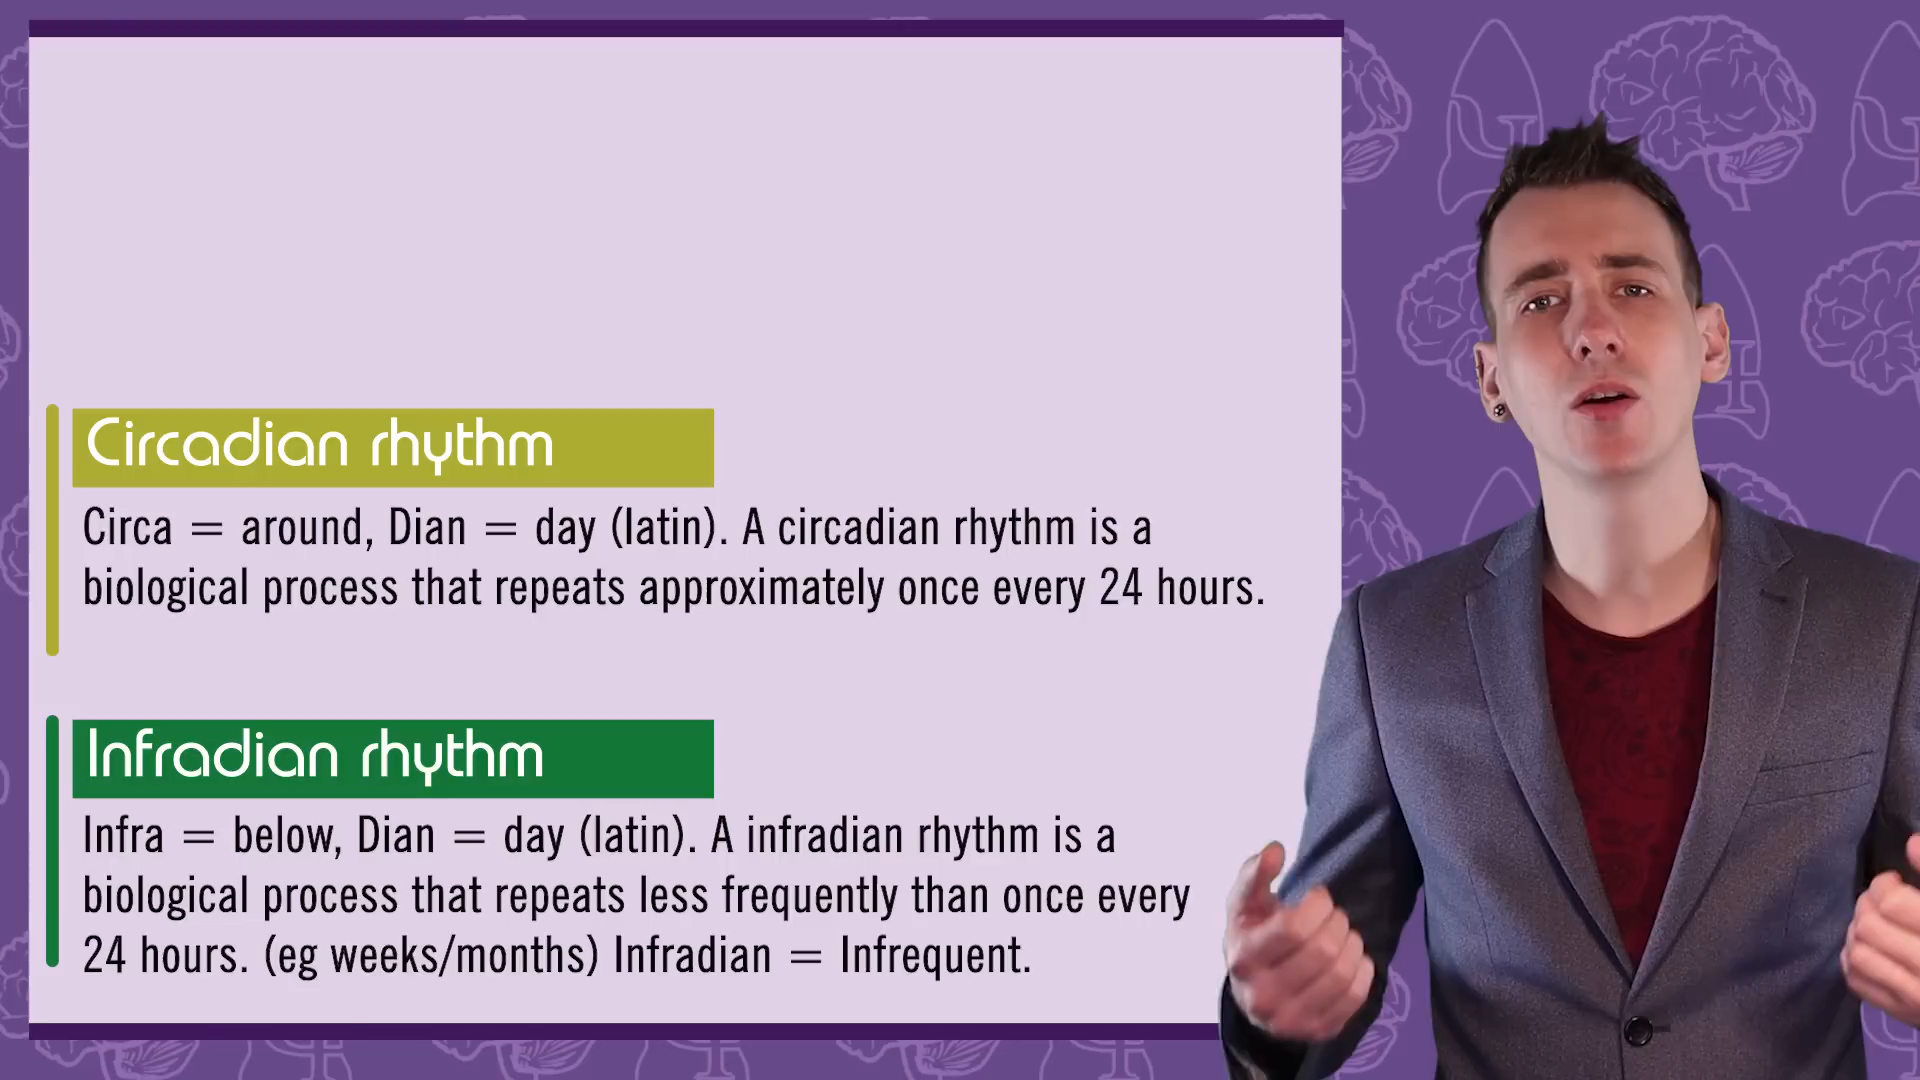 Circadian rhythm
Circa = around, Dian = day (latin). A circadian rhythm is a
biological process that repeats approximately once every 24 hours.
Infradian rhythm
Infra = below, Dian = day (latin). A infradian rhythm is a
biological process that repeats less frequently than once every
24 hours. (eg weeks/months) Infradian = Infrequent.